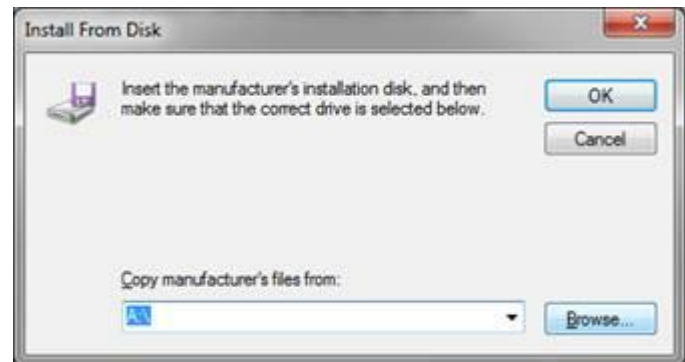 Install From Disk
Insert the manufacturer's installation disk, and then
make sure that the correct drive is selected below.
OK
Cancel
Copy manufacturer's files from:
A:\
Browse...